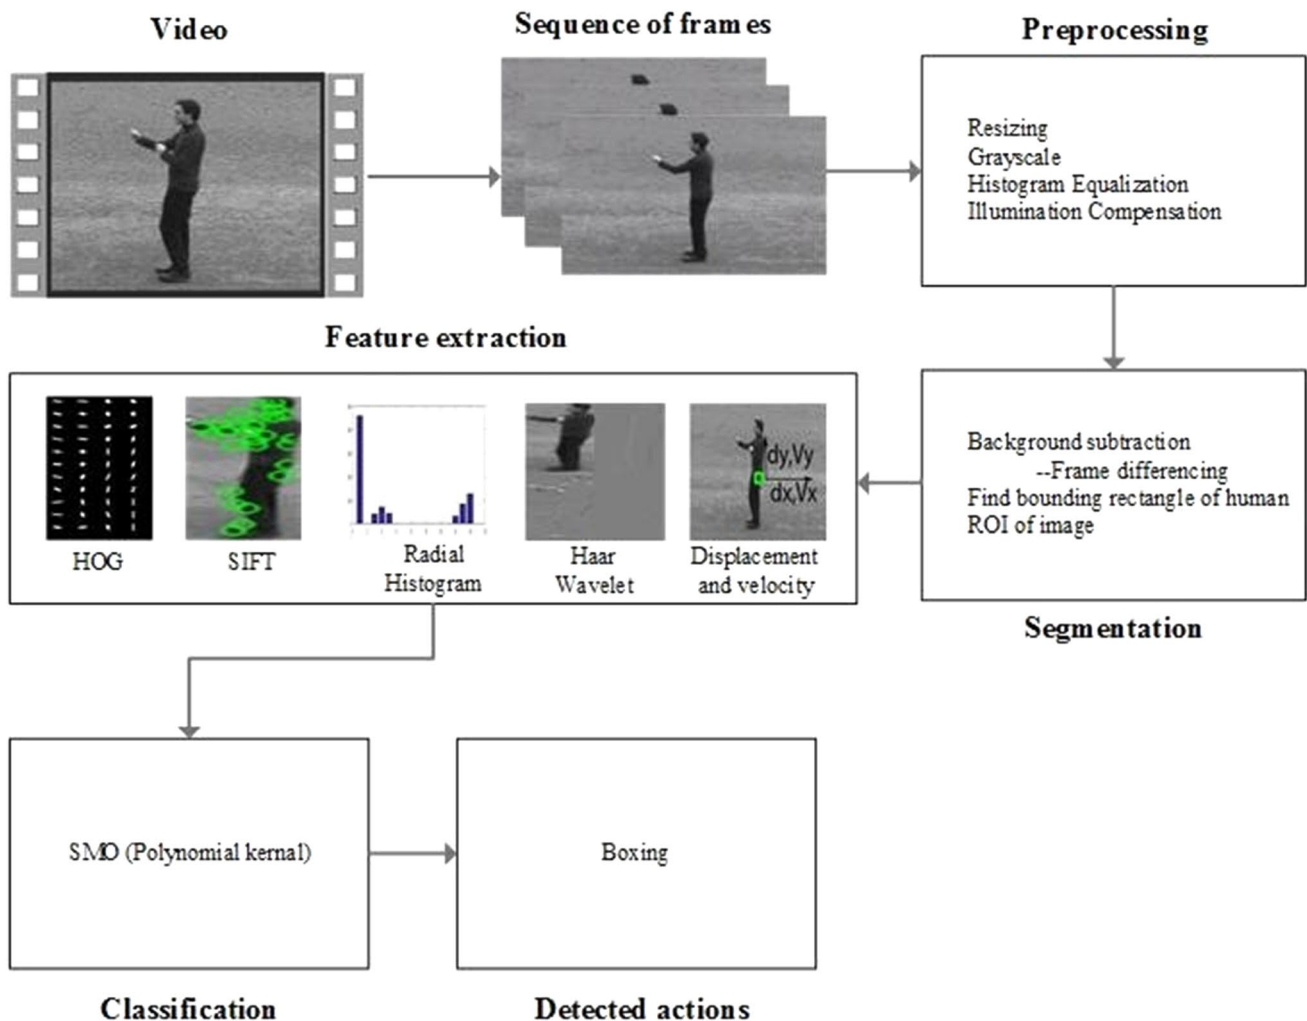 Video
Sequence of frames
Preprocessing
Resizing
Grayscale
Histogram Equalization
Illumination Compensation
Background subtraction
--Frame differencing
Find bounding rectangle of human
ROI of image
Segmentation
Feature extraction
HOG
SIFT
Radial
Histogram
Haar
Wavelet
dy,Vy
dx,Vx
Displacement
and velocity
SMO (Polynomial kernal)
Classification
Boxing
Detected actions